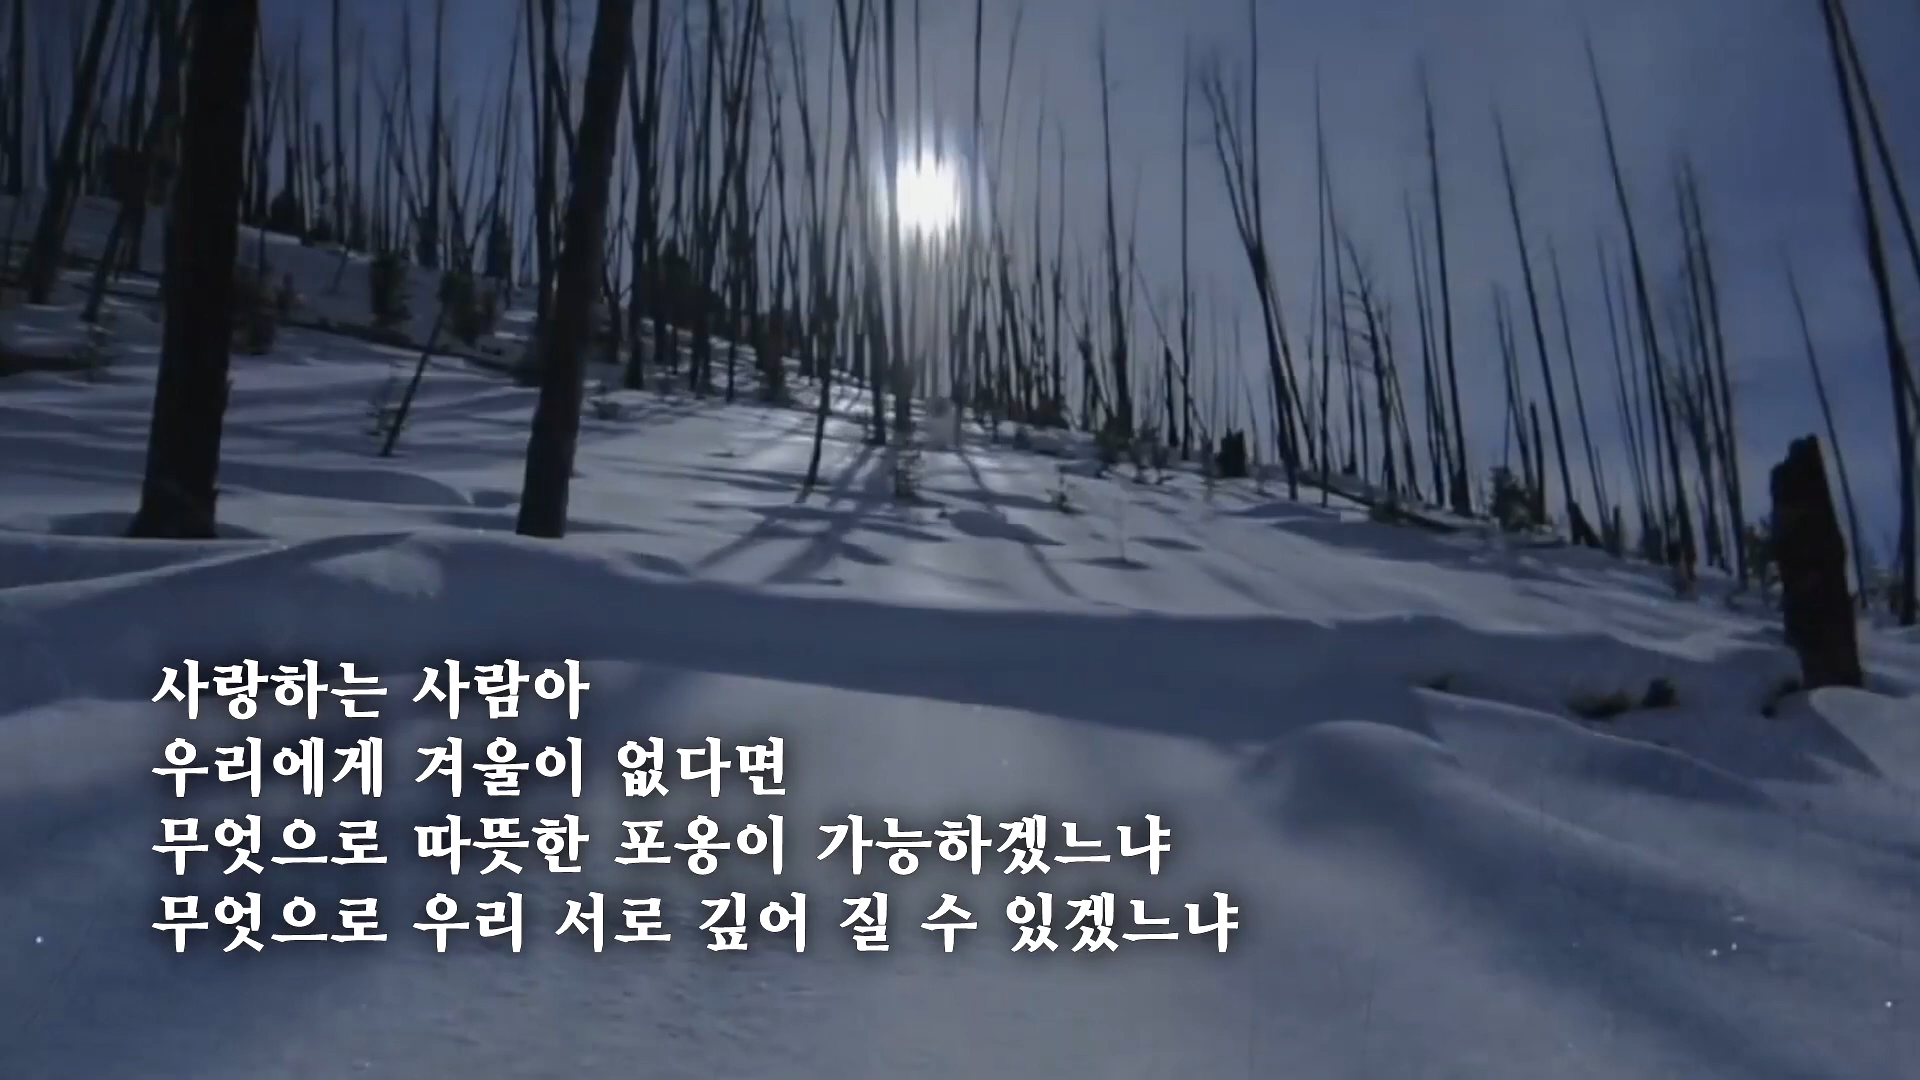 사랑하는 사람아
우리에게 겨울이 없다면
무엇으로 따뜻한 포옹이 가능하겠느냐
무엇으로 우리 서로 깊어 질 수 있겠느냐